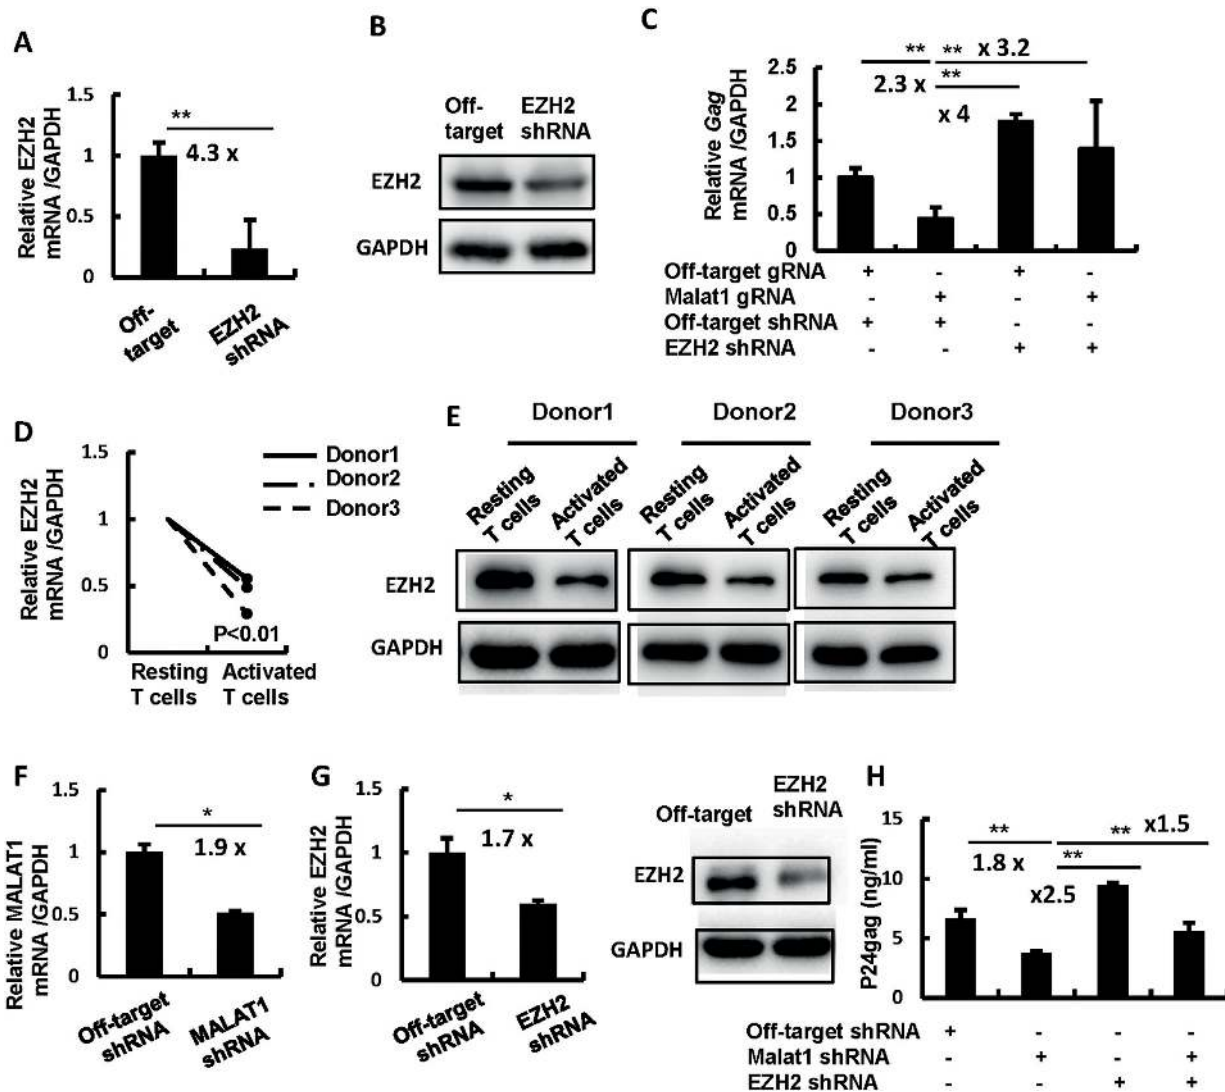 A
Relative EZH2
mRNA /GAPDH
1.5
1
0.5
0
**
4.3 x
Off-
target
EZH2
shRNA
B
Off-
target
EZH2
shRNA
EZH2
GAPDH
C
Relative Gag
mRNA /GAPDH
2.5
2
1.5
1
0.5
0
**
2.3 x
** x 3.2
**
x 4
Off-target gRNA + - + -
Malat1 gRNA - + - +
Off-target shRNA + + - -
EZH2 shRNA - - + +
D
Relative EZH2
mRNA /GAPDH
1.5
1
0.5
0
Donor1
Donor2
Donor3
P<0.01
Resting
T cells
Activated
T cells
E
Donor1
Donor2
Donor3
Resting
T cells
Activated
T cells
Resting
T cells
Activated
T cells
Resting
T cells
Activated
T cells
EZH2
GAPDH
F
Relative MALAT1
mRNA /GAPDH
1.5
1
0.5
0
*
1.9 x
Off-target
shRNA
MALAT1
shRNA
G
Relative EZH2
mRNA /GAPDH
1.5
1
0.5
0
*
1.7 x
Off-target
shRNA
EZH2
shRNA
Off-target
EZH2
shRNA
EZH2
GAPDH
H
P24gag (ng/ml)
15
10
5
0
**
1.8 x
** x1.5
**
x2.5
Off-target shRNA + - - -
Malat1 shRNA - + - +
EZH2 shRNA - - + +